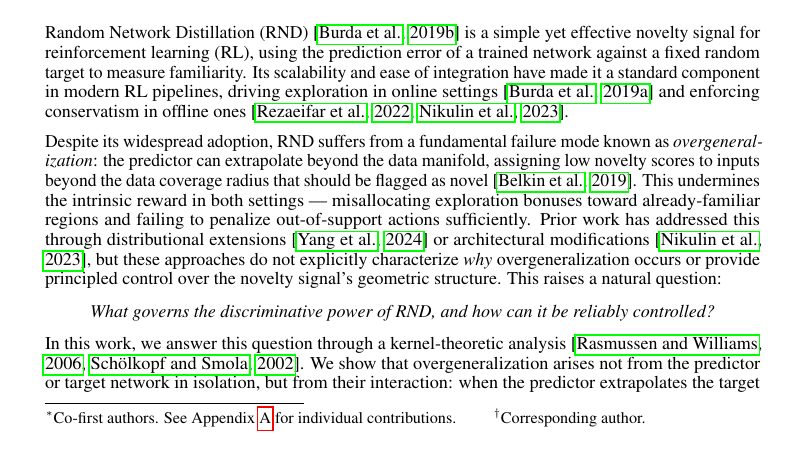 Random Network Distillation (RND) [Burda et al., 2019b] is a simple yet effective novelty signal for
reinforcement learning (RL), using the prediction error of a trained network against a fixed random
target to measure familiarity. Its scalability and ease of integration have made it a standard component
in modern RL pipelines, driving exploration in online settings [Burda et al., 2019a] and enforcing
conservatism in offline ones [Rezaeifar et al., 2022, Nikulin et al., 2023].
Despite its widespread adoption, RND suffers from a fundamental failure mode known as overgeneral-
ization: the predictor can extrapolate beyond the data manifold, assigning low novelty scores to inputs
beyond the data coverage radius that should be flagged as novel [Belkin et al., 2019]. This undermines
the intrinsic reward in both settings — misallocating exploration bonuses toward already-familiar
regions and failing to penalize out-of-support actions sufficiently. Prior work has addressed this
through distributional extensions [Yang et al., 2024] or architectural modifications [Nikulin et al.,
2023], but these approaches do not explicitly characterize why overgeneralization occurs or provide
principled control over the novelty signal's geometric structure. This raises a natural question:
What governs the discriminative power of RND, and how can it be reliably controlled?
In this work, we answer this question through a kernel-theoretic analysis [Rasmussen and Williams,
2006, Schölkopf and Smola, 2002]. We show that overgeneralization arises not from the predictor
or target network in isolation, but from their interaction: when the predictor extrapolates the target
*Co-first authors. See Appendix A for individual contributions. †Corresponding author.